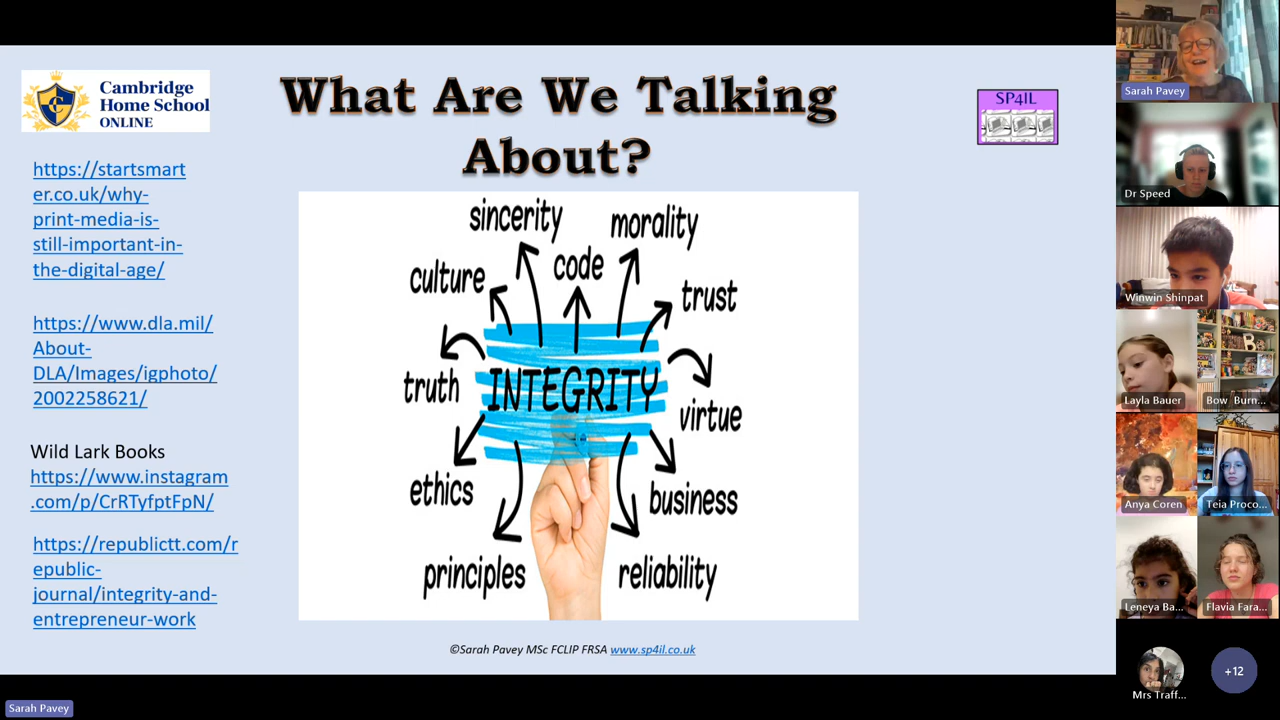 Cambridge
Home School
ONLINE
What Are We Talking
About?
SP4IL
https://startsmart
er.co.uk/why-
print-media-is-
still-important-in-
the-digital-age/
https://www.dla.mil/
About-
DLA/Images/igphoto/
2002258621/
Wild Lark Books
https://www.instagram
.com/p/CrRTyfptFpN/
https://republictt.com/r
epublic-
journal/integrity-and-
entrepreneur-work
sincerity
morality
culture
code
trust
truth
INTEGRITY
virtue
ethics
business
principles
reliability
©Sarah Pavey MSc FCLIP FRSA www.sp4il.co.uk
Sarah Pavey
Sarah Pavey
Dr Speed
Winwin Shinpat
Layla Bauer
Bow Burn...
Anya Coren
Teia Proco...
Leneya Ba...
Flavia Fara...
Mrs Traff...
+12